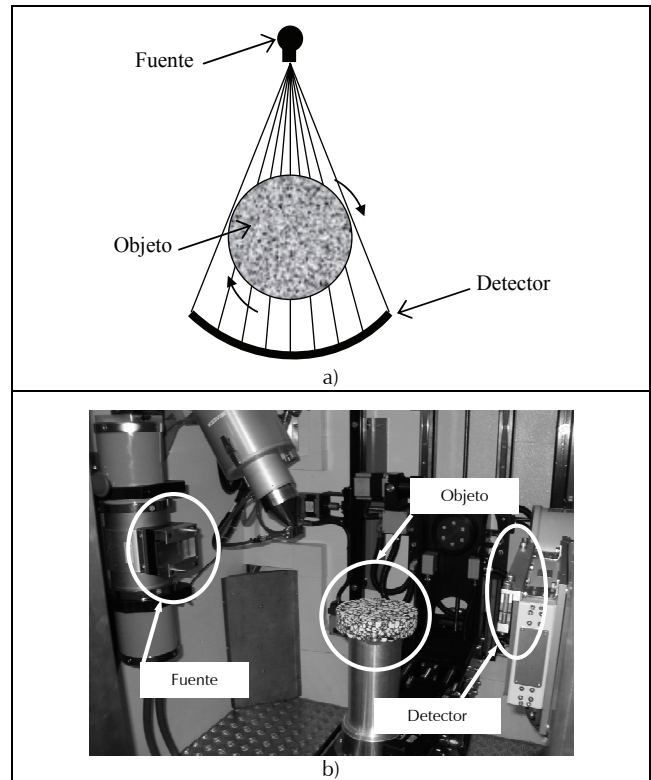 Fuente
Objeto
Detector
a)
Objeto
Fuente
Detector
b)